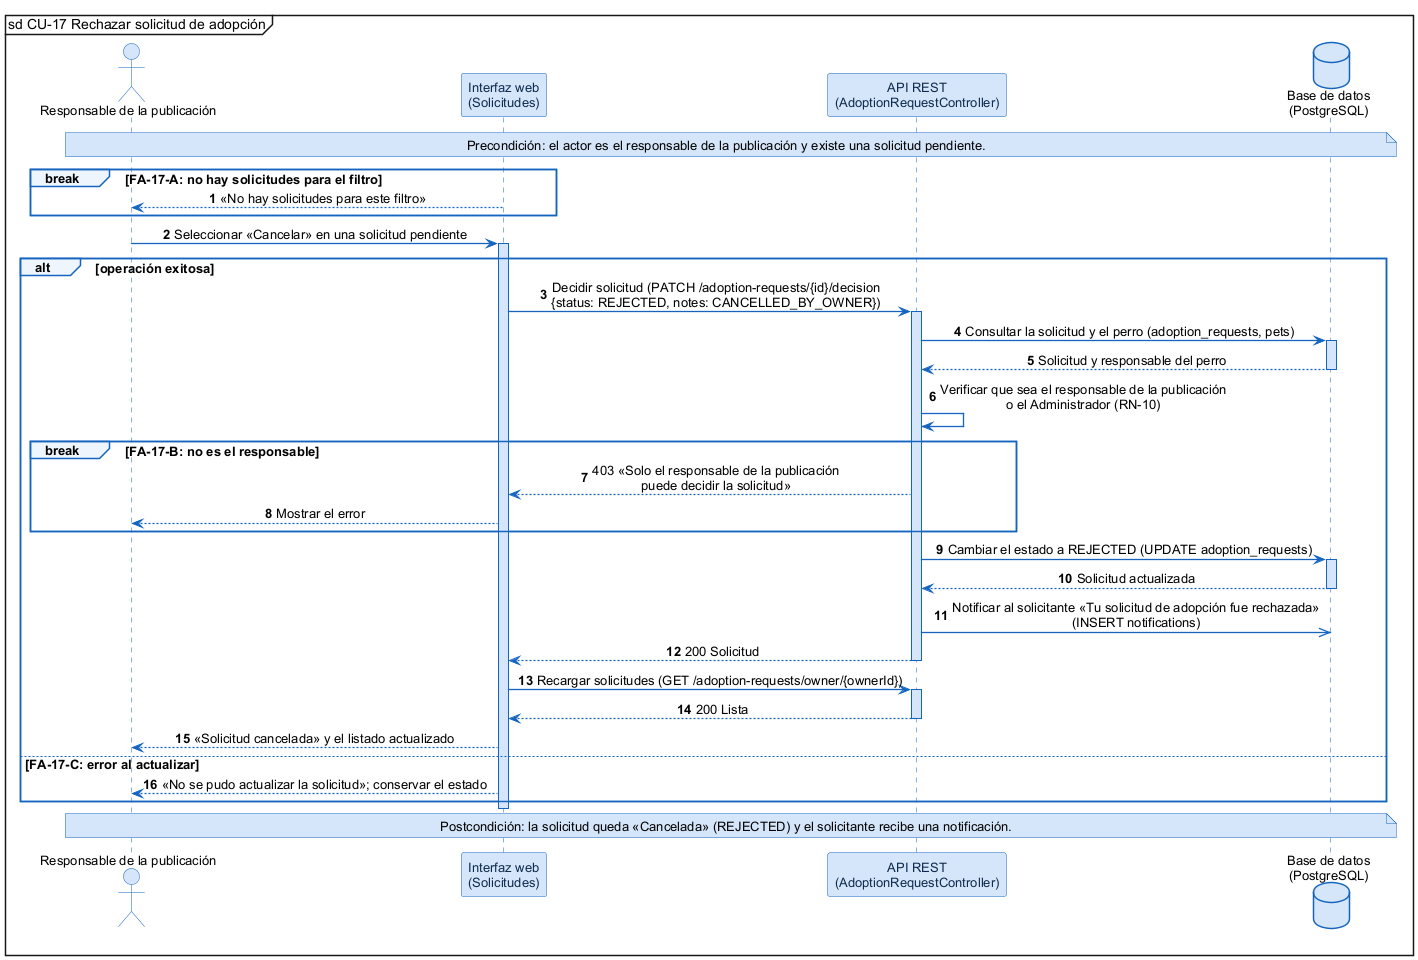 sd CU-17 Rechazar solicitud de adopción
Responsable de la publicación
Interfaz web
(Solicitudes)
API REST
(AdoptionRequestController)
Base de datos
(PostgreSQL)
Precondición: el actor es el responsable de la publicación y existe una solicitud pendiente.
break [FA-17-A: no hay solicitudes para el filtro]
1 «No hay solicitudes para este filtro»
2 Seleccionar «Cancelar» en una solicitud pendiente
alt [operación exitosa]
3 Decidir solicitud (PATCH /adoption-requests/{id}/decision
{status: REJECTED, notes: CANCELLED_BY_OWNER})
4 Consultar la solicitud y el perro (adoption_requests, pets)
5 Solicitud y responsable del perro
6 Verificar que sea el responsable de la publicación
o el Administrador (RN-10)
break [FA-17-B: no es el responsable]
7 403 «Solo el responsable de la publicación
puede decidir la solicitud»
8 Mostrar el error
9 Cambiar el estado a REJECTED (UPDATE adoption_requests)
10 Solicitud actualizada
11 Notificar al solicitante «Tu solicitud de adopción fue rechazada»
(INSERT notifications)
12 200 Solicitud
13 Recargar solicitudes (GET /adoption-requests/owner/{ownerId})
14 200 Lista
15 «Solicitud cancelada» y el listado actualizado
[FA-17-C: error al actualizar]
16 «No se pudo actualizar la solicitud»; conservar el estado
Postcondición: la solicitud queda «Cancelada» (REJECTED) y el solicitante recibe una notificación.
Responsable de la publicación
Interfaz web
(Solicitudes)
API REST
(AdoptionRequestController)
Base de datos
(PostgreSQL)